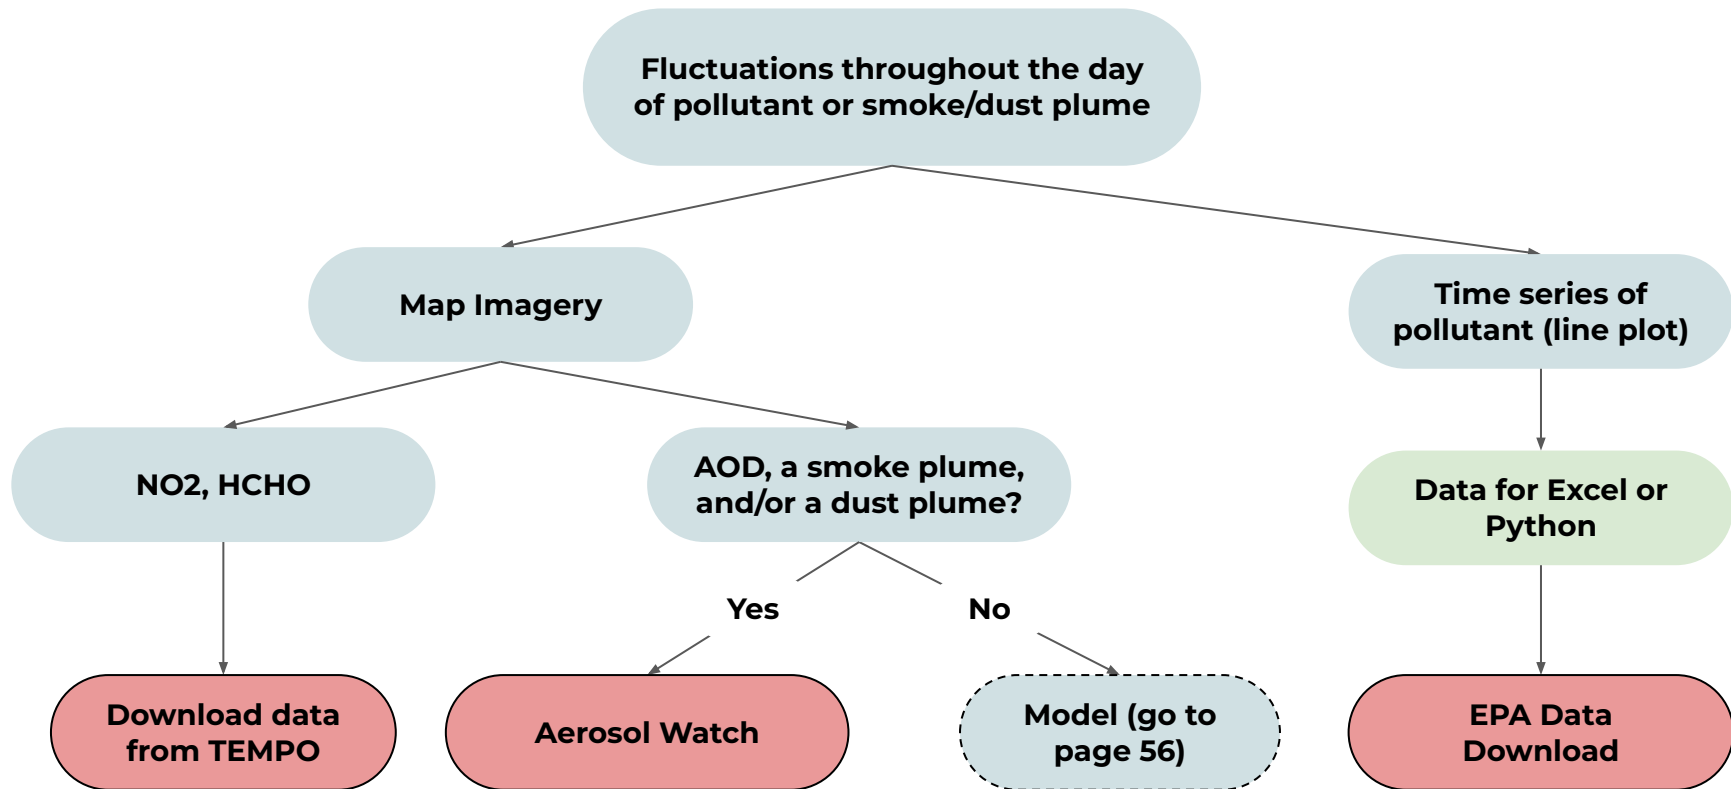 Fluctuations throughout the day
of pollutant or smoke/dust plume
Map Imagery
Time series of
pollutant (line plot)
NO2, HCHO
AOD, a smoke plume,
and/or a dust plume?
Data for Excel or
Python
Yes
No
Download data
from TEMPO
Aerosol Watch
Model (go to
page 56)
EPA Data
Download